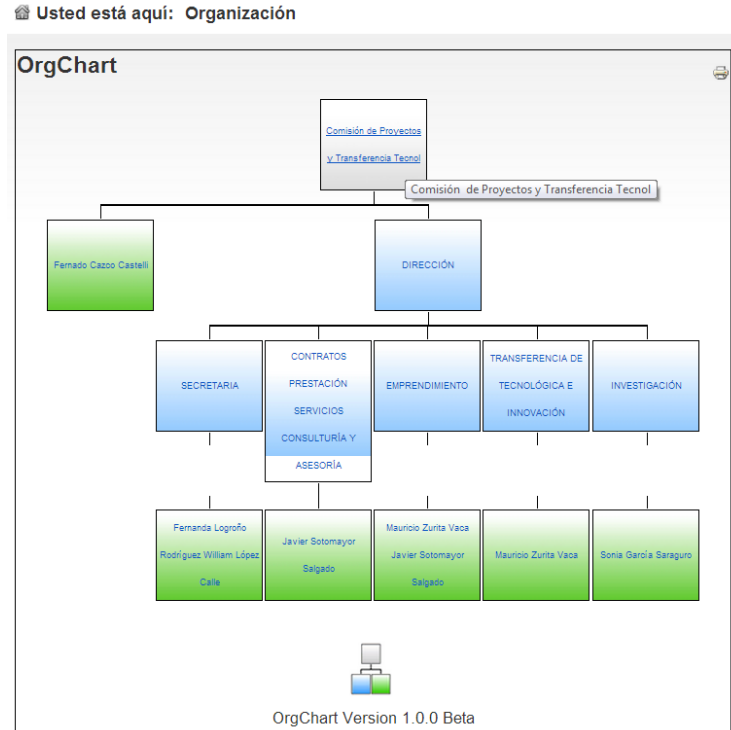 Usted está aquí: Organización
OrgChart
Comisión de Proyectos
y Transferencia Tecnol
Comisión de Proyectos y Transferencia Tecnol
Fernado Cazco Castelli
DIRECCIÓN
SECRETARIA
CONTRATOS
PRESTACIÓN
SERVICIOS
CONSULTURÍA Y
ASESORÍA
EMPRENDIMIENTO
TRANSFERENCIA DE
TECNOLÓGICA E
INNOVACIÓN
INVESTIGACIÓN
Fernanda Logroño
Rodríguez William López
Calle
Javier Sotomayor
Salgado
Mauricio Zurita Vaca
Javier Sotomayor
Salgado
Mauricio Zurita Vaca
Sonia García Saraguro
OrgChart Version 1.0.0 Beta